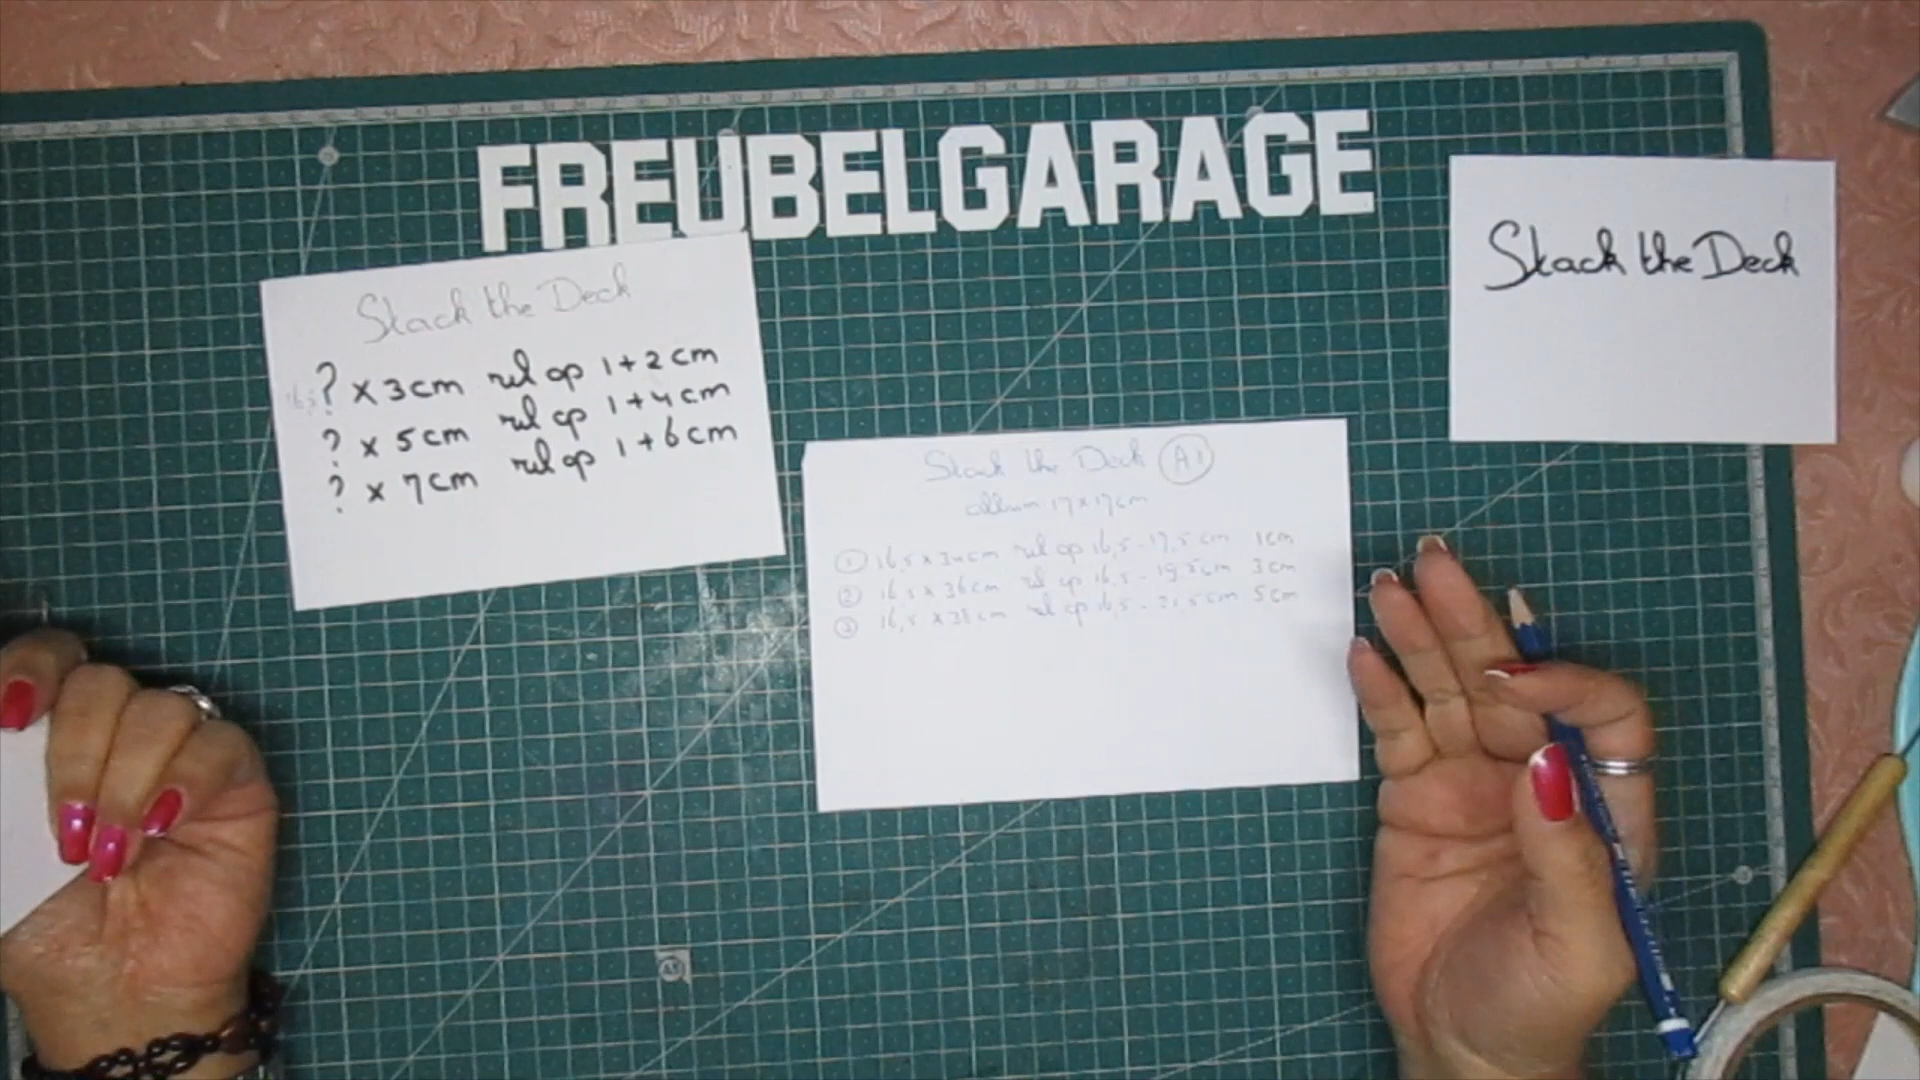 FREUBELGARAGE
Stack the Deck
? x 3cm ril op 1+2cm
? x 5cm ril op 1+4cm
? x 7cm ril op 1+6cm
Stack the Deck A1
album 17x17cm
① 16,5 x 34cm ril op 16,5 - 17,5cm 1cm
② 16,5 x 36cm ril op 16,5 - 19,5cm 3cm
③ 16,5 x 38cm ril op 16,5 - 21,5cm 5cm
Stack the Deck